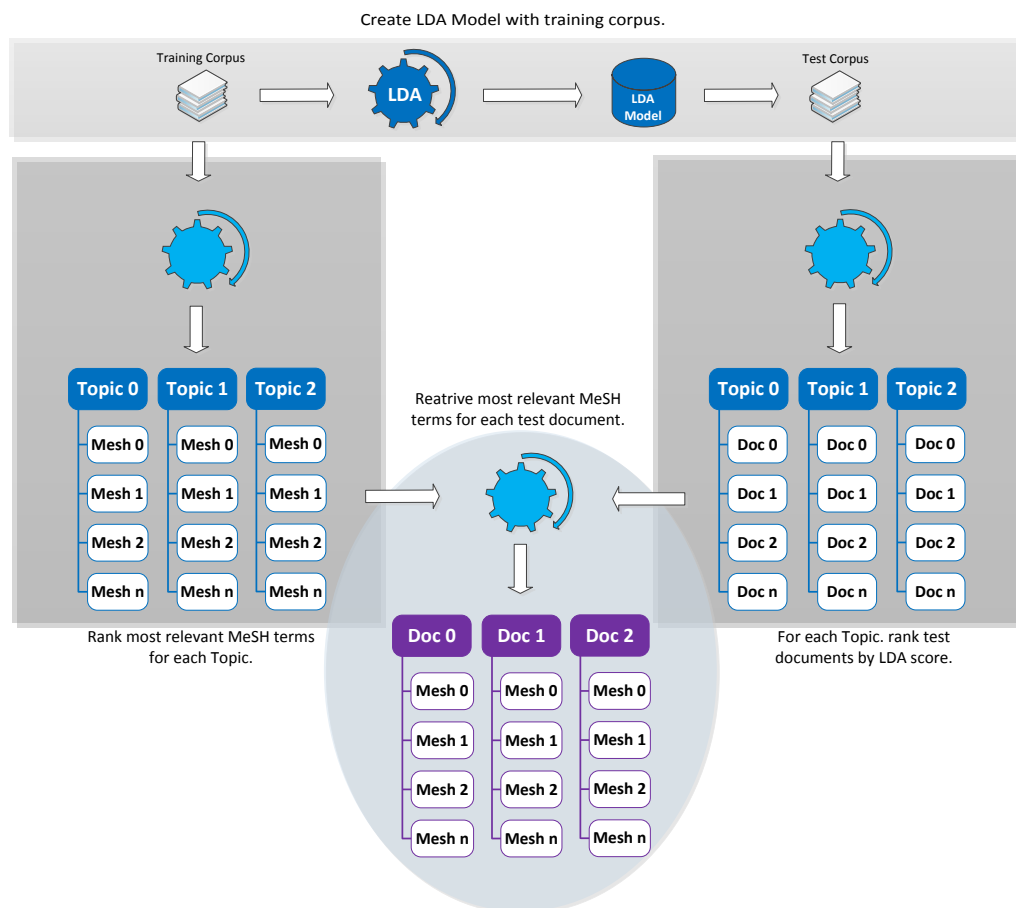 Create LDA Model with training corpus.
Training Corpus
Test Corpus
LDA
LDA
Model
Topic 0
Topic 1
Topic 2
Mesh 0
Mesh 0
Mesh 0
Mesh 1
Mesh 1
Mesh 1
Mesh 2
Mesh 2
Mesh 2
Mesh n
Mesh n
Mesh n
Rank most relevant MeSH terms
for each Topic.
Reatrive most relevant MeSH
terms for each test document.
Topic 0
Topic 1
Topic 2
Doc 0
Doc 0
Doc 0
Doc 1
Doc 1
Doc 1
Doc 2
Doc 2
Doc 2
Doc n
Doc n
Doc n
For each Topic. rank test
documents by LDA score.
Doc 0
Doc 1
Doc 2
Mesh 0
Mesh 0
Mesh 0
Mesh 1
Mesh 1
Mesh 1
Mesh 2
Mesh 2
Mesh 2
Mesh n
Mesh n
Mesh n